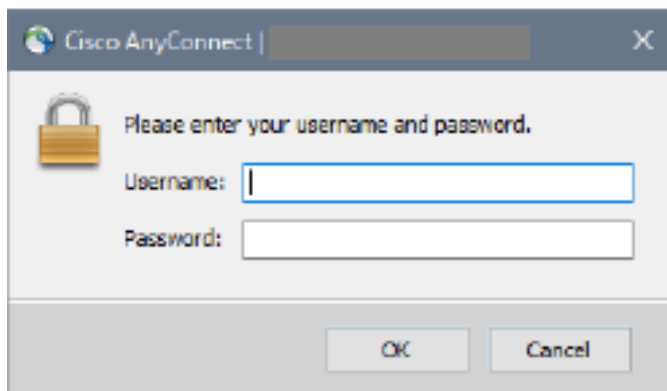 Cisco AnyConnect |
Please enter your username and password.
Username:
Password:
OK
Cancel